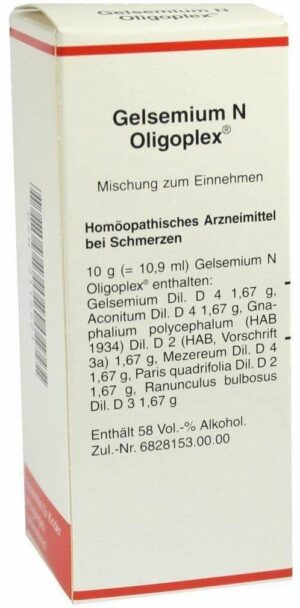 Gelsemium N
Oligoplex®
Mischung zum Einnehmen
Homöopathisches Arzneimittel
bei Schmerzen
10 g (= 10,9 ml) Gelsemium N
Oligoplex® enthalten:
Gelsemium Dil. D 4 1,67 g,
Aconitum Dil. D 4 1,67 g, Gna-
phalium polycephalum (HAB
1934) Dil. D 2 (HAB, Vorschrift
3a) 1,67 g, Mezereum Dil. D 4
1,67 g, Paris quadrifolia Dil. D 2
1,67 g, Ranunculus bulbosus
Dil. D 3 1,67 g
Enthält 58 Vol.-% Alkohol.
Zul.-Nr. 6828153.00.00